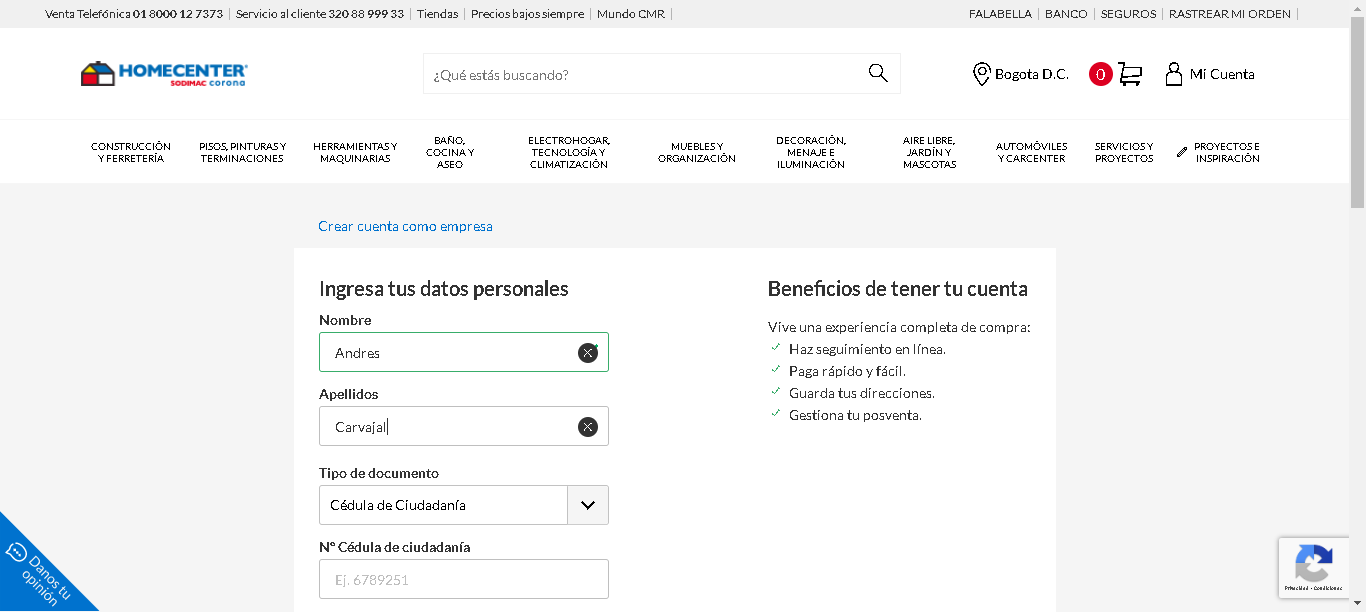 Venta Telefónica 01 8000 12 7373 | Servicio al cliente 320 88 999 33 | Tiendas | Precios bajos siempre | Mundo CMR |
FALABELLA | BANCO | SEGUROS | RASTREAR MI ORDEN |
HOMECENTER
SODIMAC corona
¿Qué estás buscando?
Bogota D.C.
0
Mi Cuenta
CONSTRUCCIÓN
Y FERRETERÍA
PISOS, PINTURAS Y
TERMINACIONES
HERRAMIENTAS Y
MAQUINARIAS
BAÑO,
COCINA Y
ASEO
ELECTROHOGAR,
TECNOLOGÍA Y
CLIMATIZACIÓN
MUEBLES Y
ORGANIZACIÓN
DECORACIÓN,
MENAJE E
ILUMINACIÓN
AIRE LIBRE,
JARDÍN Y
MASCOTAS
AUTOMÓVILES
Y CARCENTER
SERVICIOS Y
PROYECTOS
PROYECTOS E
INSPIRACIÓN
Crear cuenta como empresa
Ingresa tus datos personales
Nombre
Andres
Apellidos
Carvajal
Tipo de documento
Cédula de Ciudadanía
Nº Cédula de ciudadanía
Ej. 6789251
Beneficios de tener tu cuenta
Vive una experiencia completa de compra:
Haz seguimiento en línea.
Paga rápido y fácil.
Guarda tus direcciones.
Gestiona tu posventa.
Danos tu
opinión
Privacidad - Condiciones